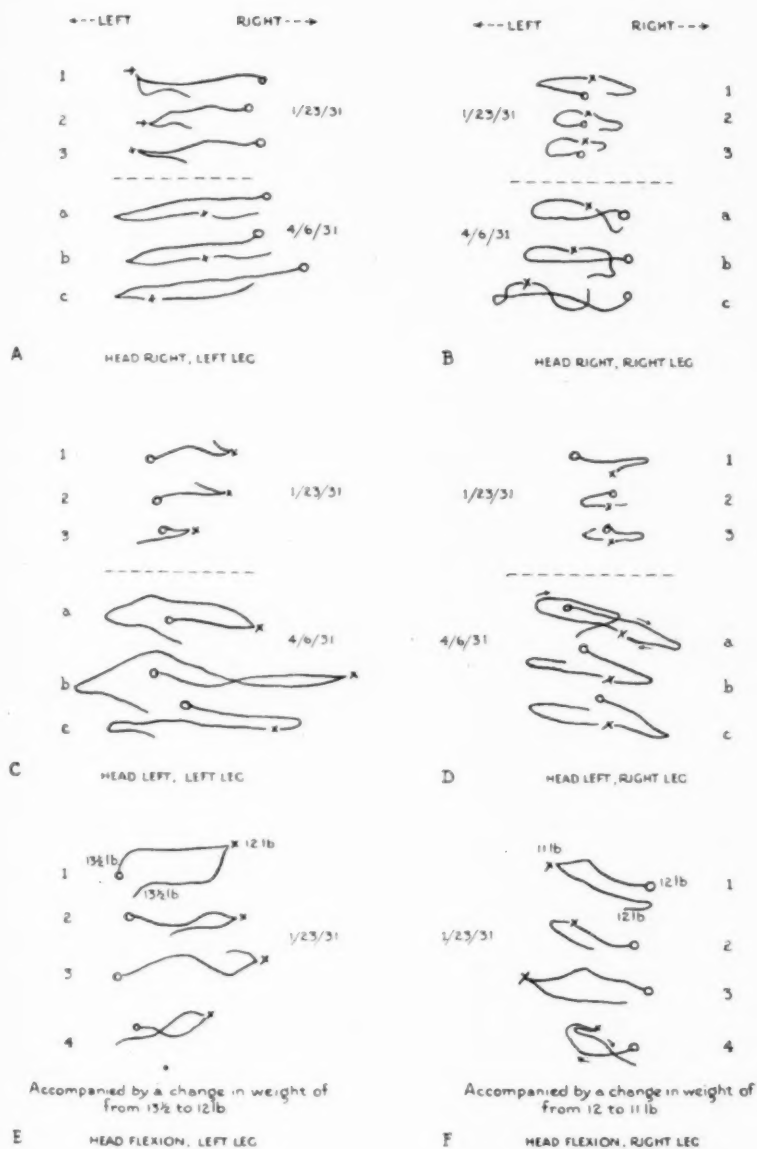 <---LEFT RIGHT--->
1
2 1/23/31
3
a
4/6/31
b
c
A HEAD RIGHT, LEFT LEG
<---LEFT RIGHT--->
1
1/23/31 2
3
a
4/6/31
b
c
B HEAD RIGHT, RIGHT LEG
1
2 1/23/31
3
a
4/6/31
b
c
C HEAD LEFT, LEFT LEG
1
1/23/31 2
3
4/6/31 a
b
c
D HEAD LEFT, RIGHT LEG
12 lb
13½ lb
1
13½ lb
2
1/23/31
3
4
Accompanied by a change in weight of
from 13½ to 12 lb
E HEAD FLEXION, LEFT LEG
11 lb
12 lb 1
12 lb
1/23/31 2
3
4
Accompanied by a change in weight of
from 12 to 11 lb
F HEAD FLEXION, RIGHT LEG